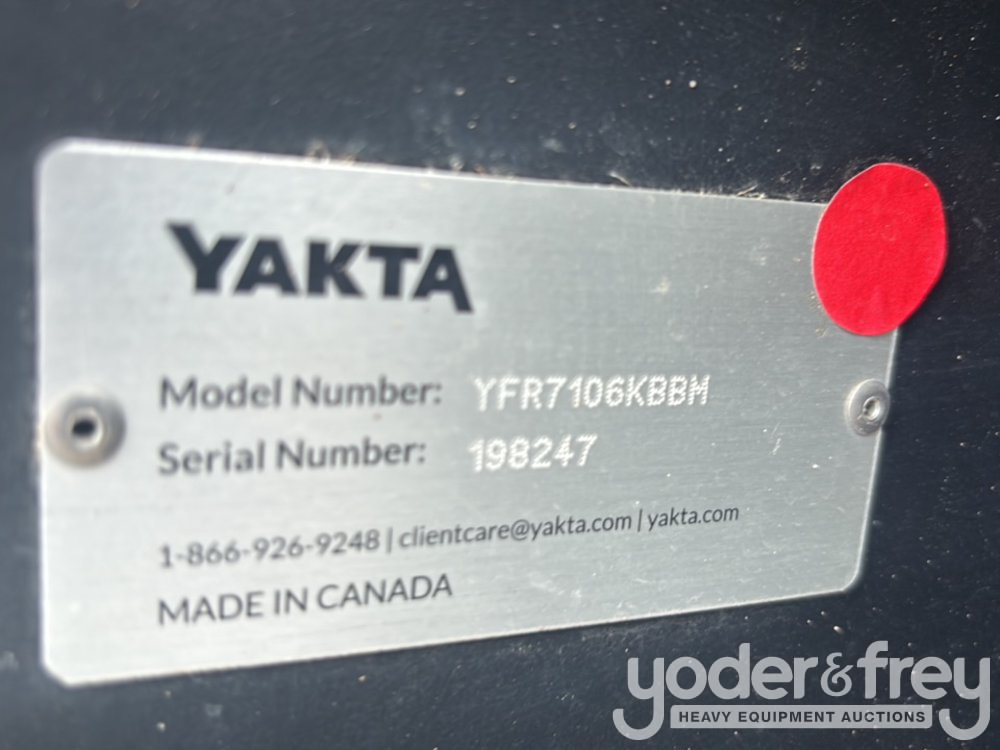 YAKTA
Model Number: YFR7106KBBM
Serial Number: 198247
1-866-926-9248 | clientcare@yakta.com | yakta.com
MADE IN CANADA
yoder&frey
HEAVY EQUIPMENT AUCTIONS